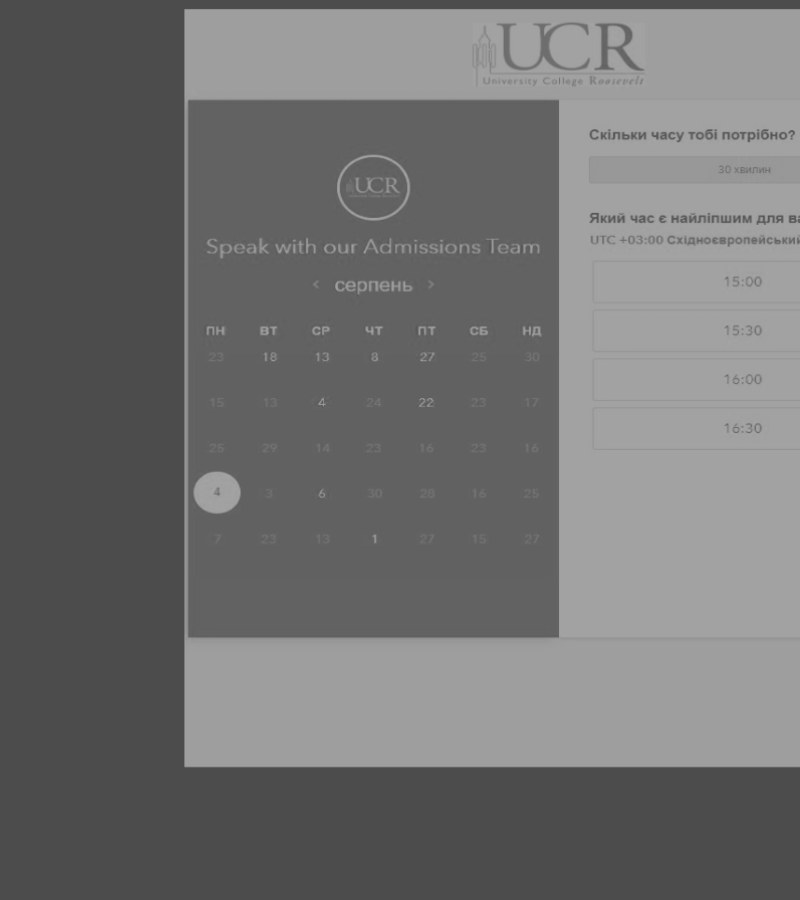 UCR
University College Roosevelt
UCR
Speak with our Admissions Team
< серпень >
ПН ВТ СР ЧТ ПТ СБ НД
23 18 13 8 27 25 30
15 13 4 24 22 23 17
25 29 14 23 16 23 16
4 3 6 30 28 16 25
7 23 13 1 27 15 27
Скільки часу тобі потрібно?
30 хвилин
Який час є найліпшим для ва
UTC +03:00 Східноєвропейський
15:00
15:30
16:00
16:30